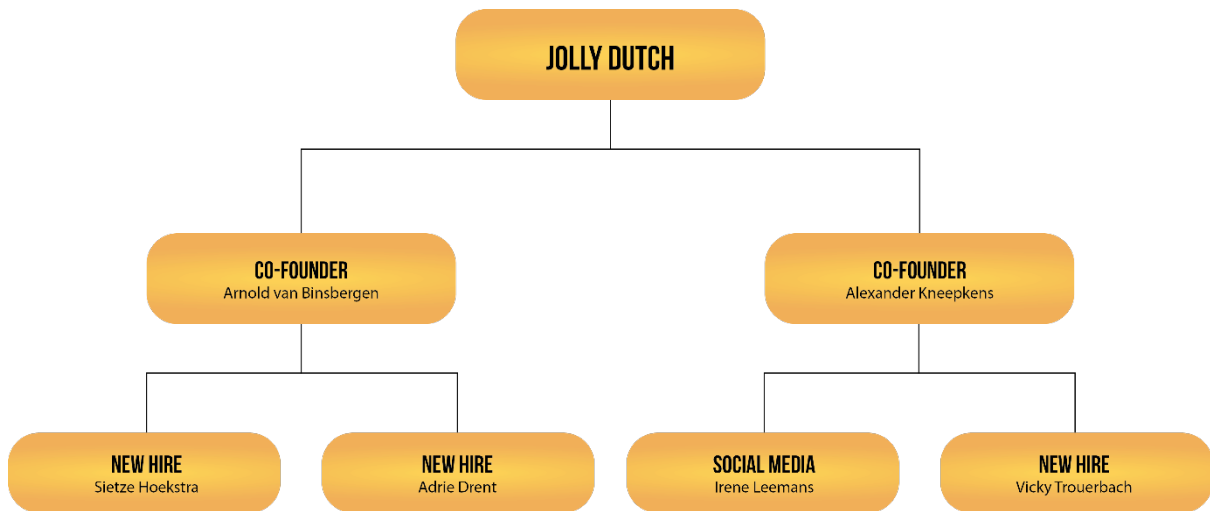 JOLLY DUTCH
CO-FOUNDER
Arnold van Binsbergen
CO-FOUNDER
Alexander Kneepkens
NEW HIRE
Sietze Hoekstra
NEW HIRE
Adrie Drent
SOCIAL MEDIA
Irene Leemans
NEW HIRE
Vicky Trouerbach